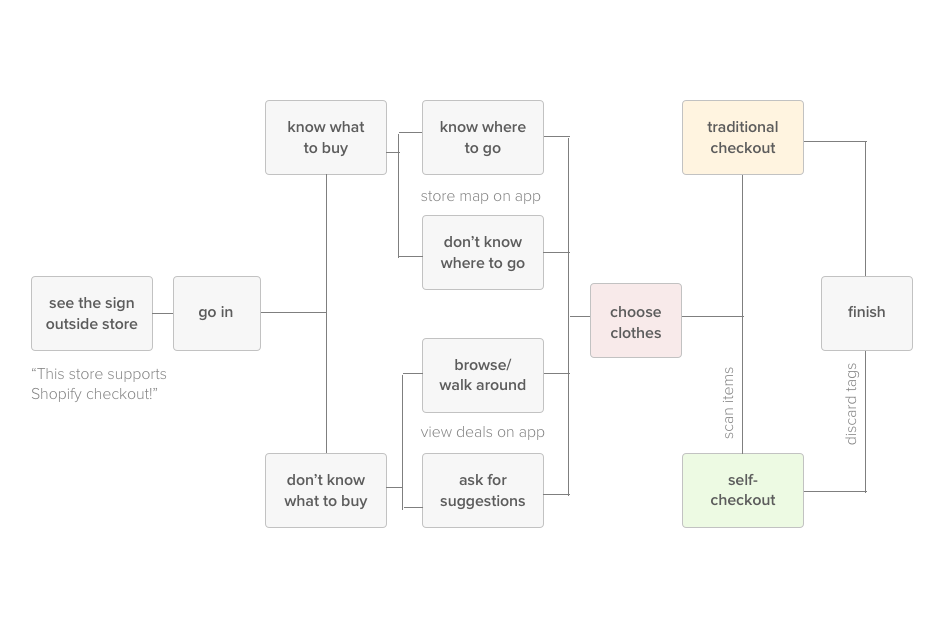 see the sign
outside store
“This store supports
Shopify checkout!”
go in
know what
to buy
don’t know
what to buy
know where
to go
store map on app
don’t know
where to go
browse/
walk around
view deals on app
ask for
suggestions
choose
clothes
traditional
checkout
scan items
self-
checkout
finish
discard tags